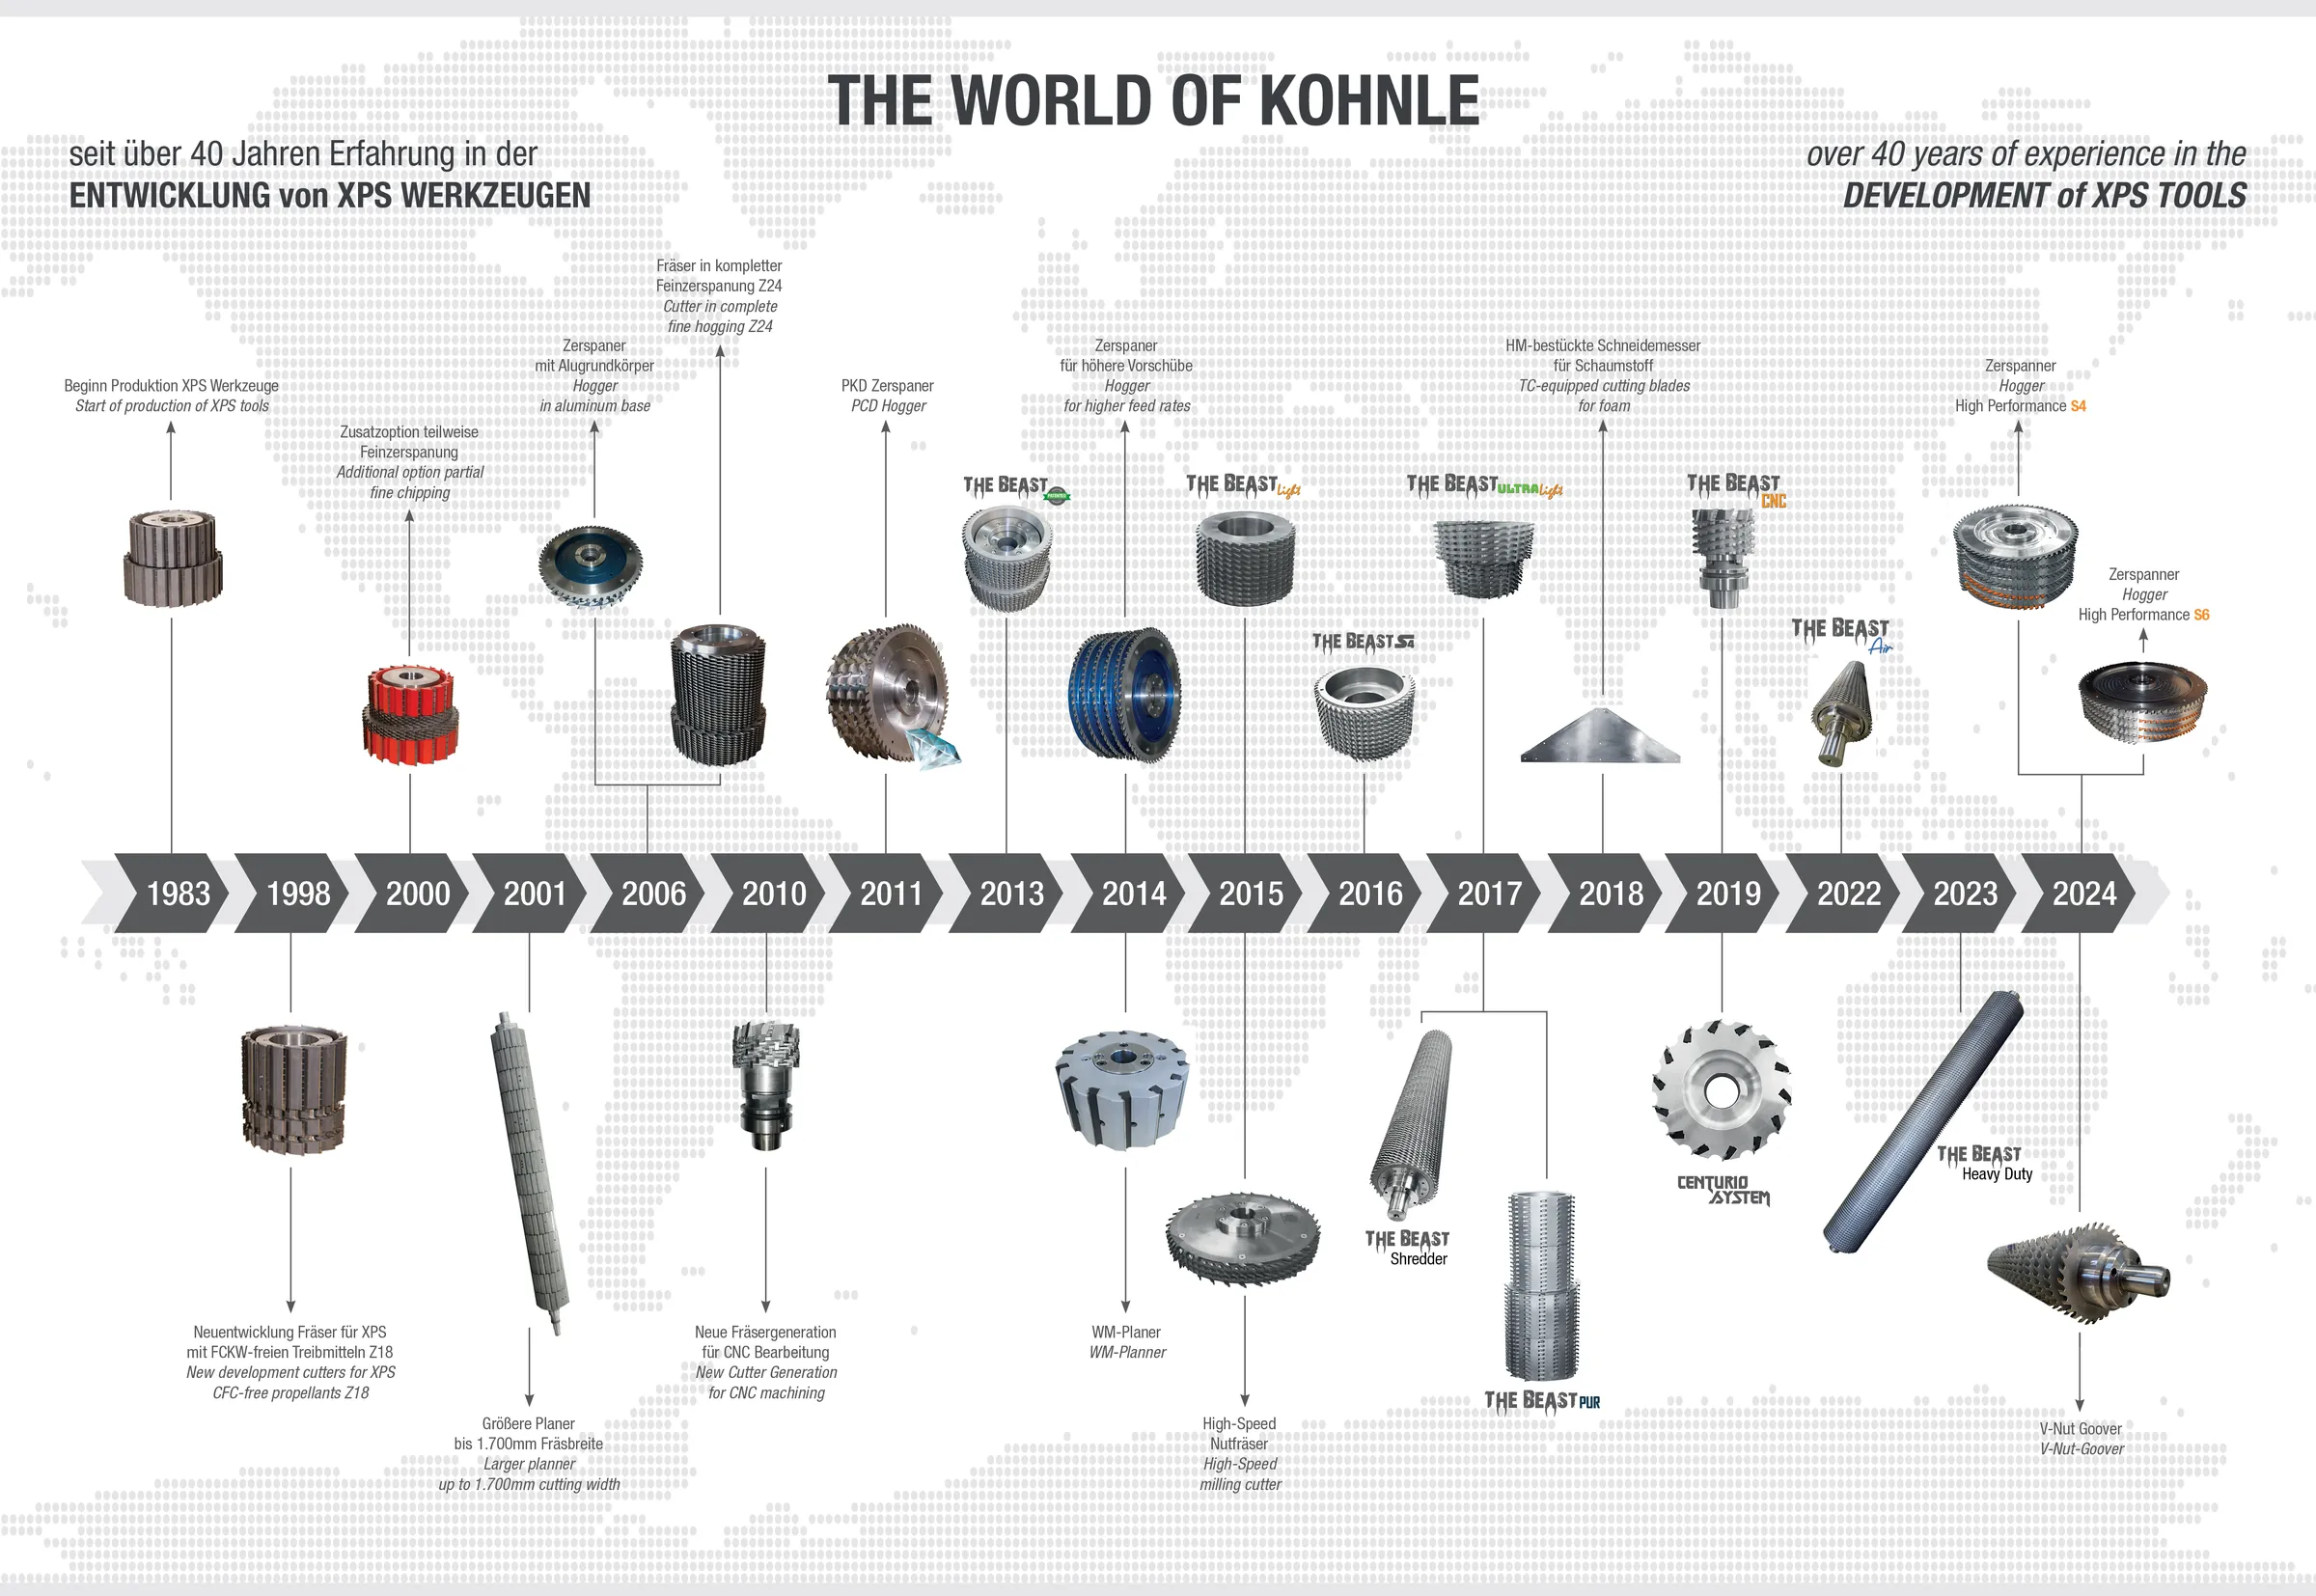 THE WORLD OF KOHNLE
seit über 40 Jahren Erfahrung in der
ENTWICKLUNG von XPS WERKZEUGEN
over 40 years of experience in the
DEVELOPMENT of XPS TOOLS
Beginn Produktion XPS Werkzeuge
Start of production of XPS tools
Zusatzoption teilweise
Feinzerspanung
Additional option partial
fine chipping
Zerspaner
mit Alugrundkörper
Hogger
in aluminum base
Fräser in kompletter
Feinzerspanung Z24
Cutter in complete
fine hogging Z24
PKD Zerspaner
PCD Hogger
THE BEAST
PATENTED
Zerspaner
für höhere Vorschübe
Hogger
for higher feed rates
THE BEAST Light
THE BEAST S4
THE BEAST ULTRALight
HM-bestückte Schneidemesser
für Schaumstoff
TC-equipped cutting blades
for foam
THE BEAST
CNC
THE BEAST
Air
Zerspanner
Hogger
High Performance S4
Zerspanner
Hogger
High Performance S6
1983
1998
2000
2001
2006
2010
2011
2013
2014
2015
2016
2017
2018
2019
2022
2023
2024
Neuentwicklung Fräser für XPS
mit FCKW-freien Treibmitteln Z18
New development cutters for XPS
CFC-free propellants Z18
Größere Planer
bis 1.700mm Fräsbreite
Larger planner
up to 1.700mm cutting width
Neue Fräsergeneration
für CNC Bearbeitung
New Cutter Generation
for CNC machining
WM-Planer
WM-Planner
High-Speed
Nutfräser
High-Speed
milling cutter
THE BEAST
Shredder
THE BEAST PUR
CENTURIO
SYSTEM
THE BEAST
Heavy Duty
V-Nut Goover
V-Nut-Goover